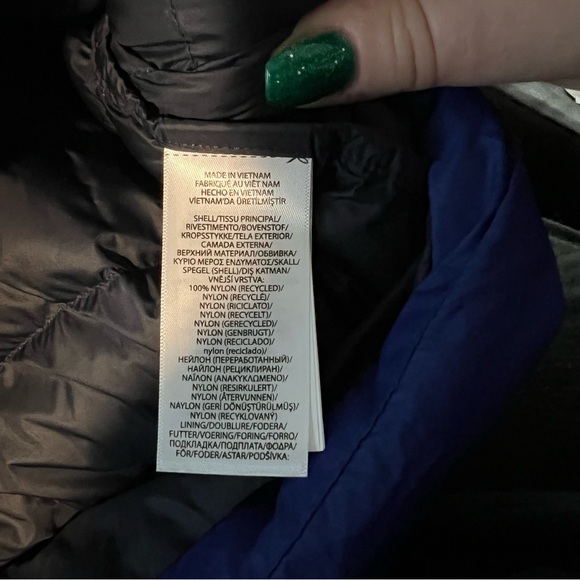 MADE IN VIETNAM
FABRIQUÉ AU VIÊT NAM
HECHO EN VIETNAM
VİETNAM'DA ÜRETİLMİŞTİR
SHELL/TISSU PRINCIPAL/
RIVESTIMENTO/BOVENSTOF/
KROPSSTYKKE/TELA EXTERIOR/
CAMADA EXTERNA/
ВЕРХНИЙ МАТЕРИАЛ/ОБВИВКА/
ΚΥΡΙΟ ΜΕΡΟΣ ΕΝΔΥΜΑΤΟΣ/SKALL/
SPEGEL (SHELL)/DIŞ KATMAN/
VNĚJŠÍ VRSTVA:
100% NYLON (RECYCLED)/
NYLON (RECYCLÉ)/
NYLON (RICICLATO)/
NYLON (RECYCELT)/
NYLON (GERECYCLED)/
NYLON (GENBRUGT)/
NYLON (RECICLADO)/
nylon (reciclado)/
НЕЙЛОН (ПЕРЕРАБОТАННЫЙ)/
НАЙЛОН (РЕЦИКЛИРАН)/
ΝΑΪΛΟΝ (ΑΝΑΚΥΚΛΩΜΕΝΟ)/
NYLON (RESIRKULERT)/
NYLON (ÅTERVUNNEN)/
NAYLON (GERİ DÖNÜŞTÜRÜLMÜŞ)/
NYLON (RECYKLOVANÝ)
LINING/DOUBLURE/FODERA/
FUTTER/VOERING/FORING/FORRO/
ПОДКЛАДКА/ПОДПЛАТА/ΦΟΔΡΑ/
FÔR/FODER/ASTAR/PODŠÍVKA: